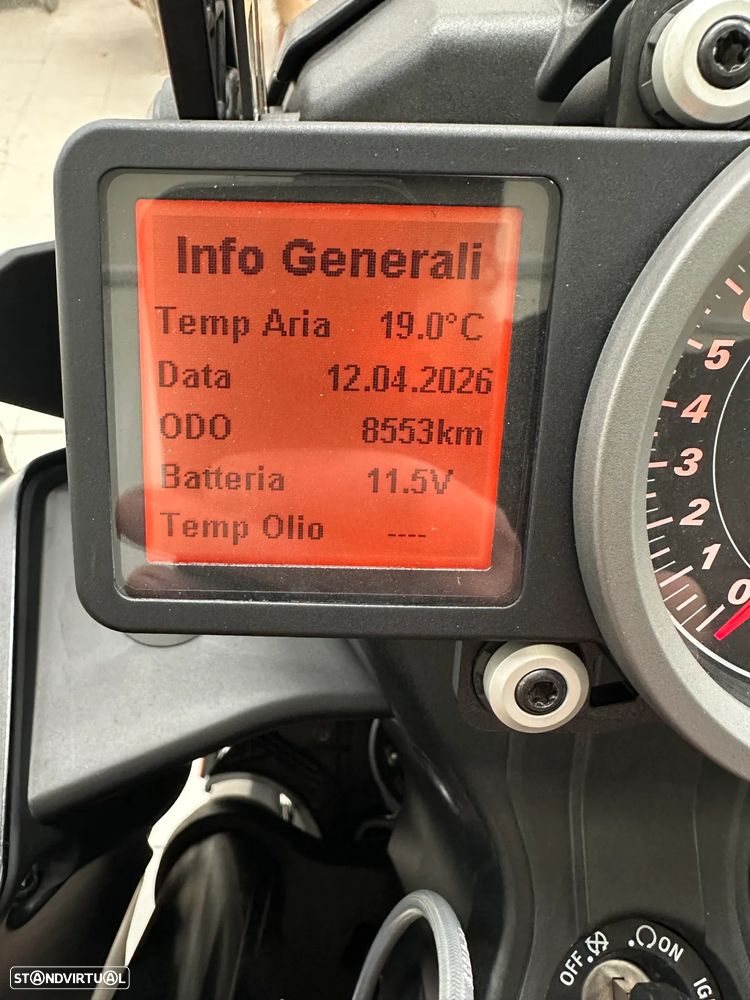 Info Generali
Temp Aria 19.0°C
Data 12.04.2026
ODO 8553km
Batteria 11.5V
Temp Olio ----
5
4
3
2
1
0
OFF ON IG
STANDVIRTUAL